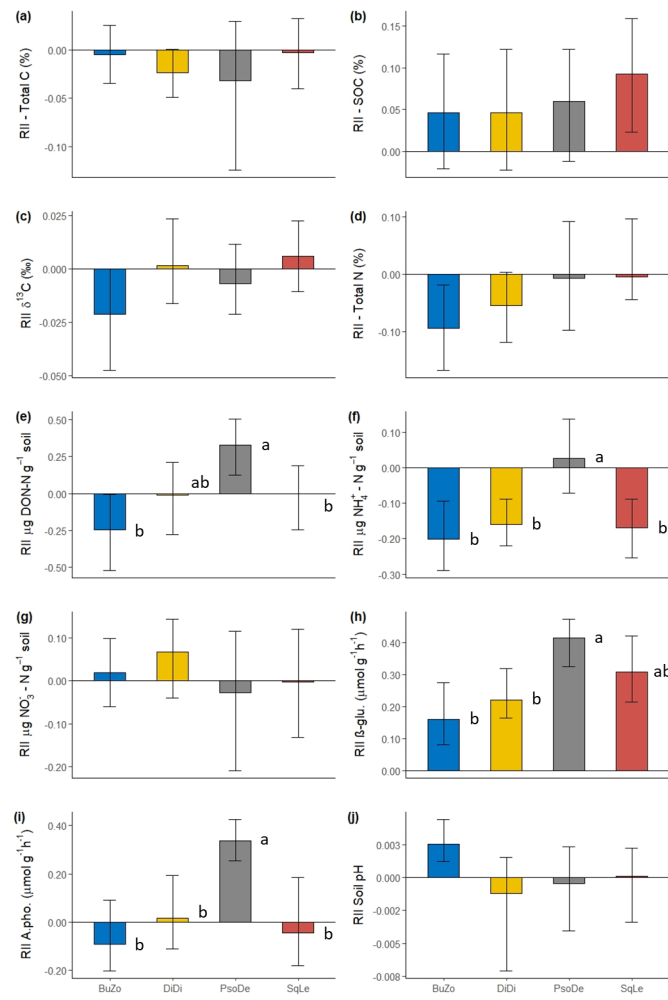 (a)
RII - Total C (%)
0.00
-0.05
-0.10
(b)
RII - SOC (%)
0.15
0.10
0.05
0.00
(c)
RII δ¹³C (‰)
0.025
0.000
-0.025
-0.050
(d)
RII - Total N (%)
0.10
0.00
-0.10
(e)
RII µg DON-N g⁻¹ soil
0.50
0.25
0.00
-0.25
-0.50
b
ab
a
b
(f)
RII µg NH₄⁺ - N g⁻¹ soil
0.10
0.00
-0.10
-0.20
-0.30
b
b
a
b
(g)
RII µg NO₃⁻ - N g⁻¹ soil
0.10
0.00
-0.10
-0.20
(h)
RII ß-glu. (µmol g⁻¹h⁻¹)
0.40
0.30
0.20
0.10
0.00
b
b
a
ab
(i)
RII A.pho. (µmol g⁻¹h⁻¹)
0.40
0.20
0.00
-0.20
b
b
a
b
BuZo
DiDi
PsoDe
SqLe
(j)
RII Soil pH
0.003
0.000
-0.002
-0.005
-0.008
BuZo
DiDi
PsoDe
SqLe